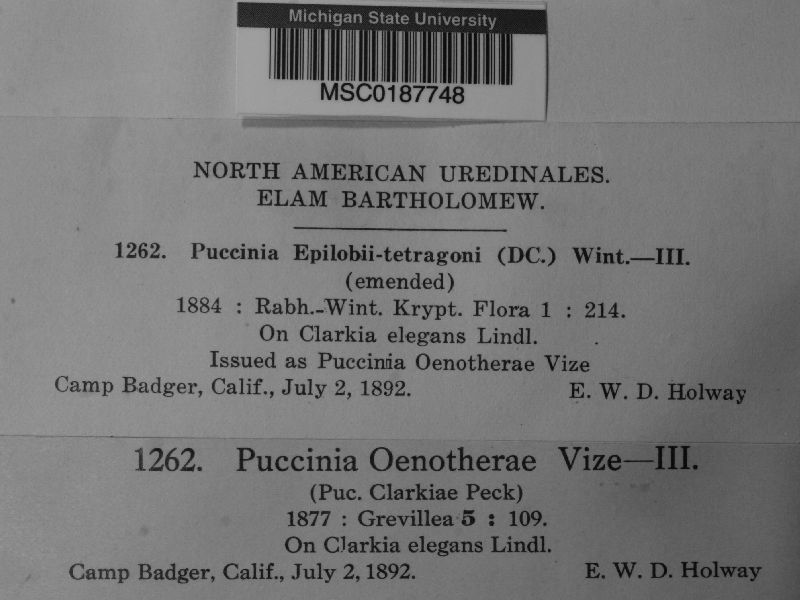 Michigan State University
MSC0187748
NORTH AMERICAN UREDINALES.
ELAM BARTHOLOMEW.
1262. Puccinia Epilobii-tetragoni (DC.) Wint.—III.
(emended)
1884 : Rabh.-Wint. Krypt. Flora 1 : 214.
On Clarkia elegans Lindl.
Issued as Puccinia Oenotherae Vize
Camp Badger, Calif., July 2, 1892. E. W. D. Holway
1262. Puccinia Oenotherae Vize—III.
(Puc. Clarkiae Peck)
1877 : Grevillea 5 : 109.
On Clarkia elegans Lindl.
Camp Badger, Calif., July 2, 1892. E. W. D. Holway